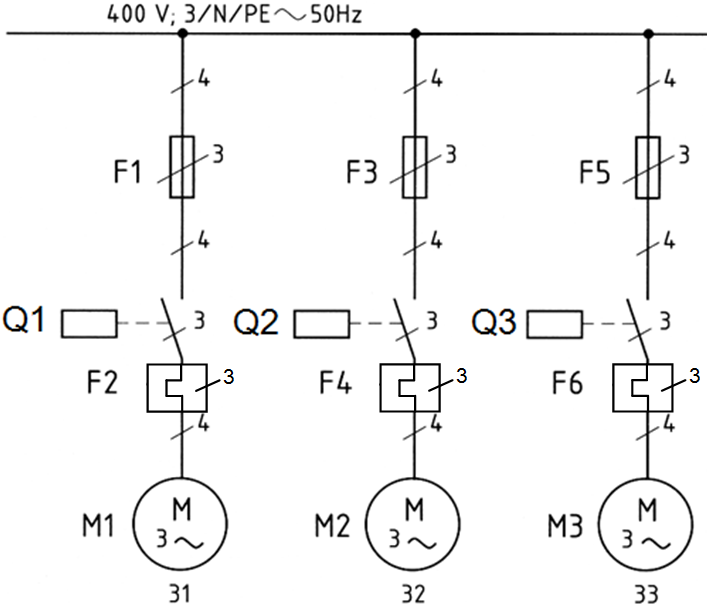 400 V; 3/N/PE～50Hz
4 4 4
F1 3 F3 3 F5 3
4 4 4
Q1 3 Q2 3 Q3 3
F2 3 F4 3 F6 3
4 4 4
M1 M M2 M M3 M
3～ 3～ 3～
31 32 33